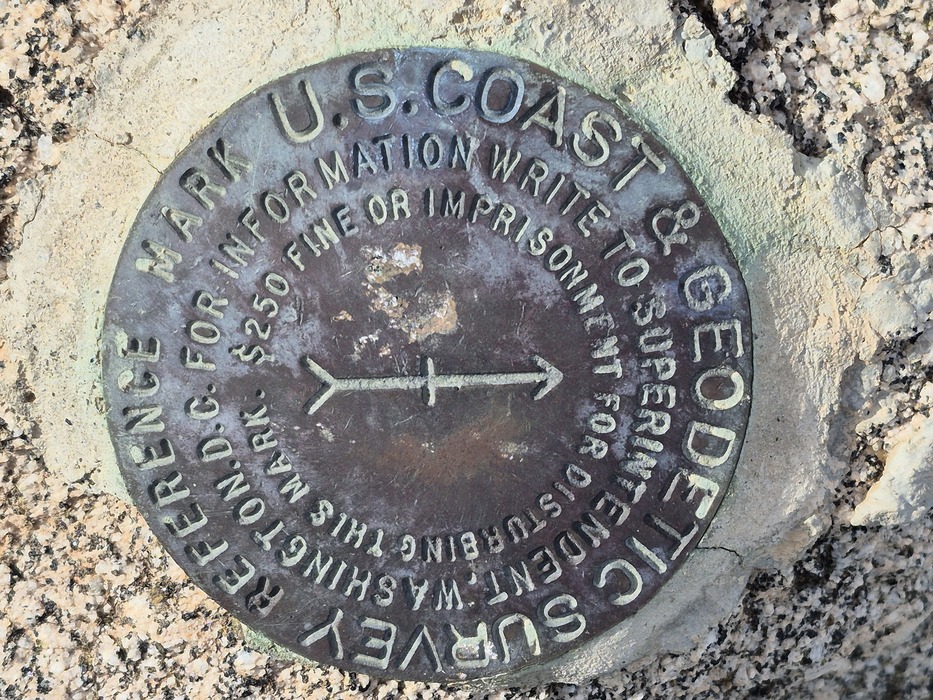 U.S. COAST & GEODETIC SURVEY
REFERENCE MARK
FOR INFORMATION WRITE TO SUPERINTENDENT, WASHINGTON, D.C.
$250 FINE OR IMPRISONMENT FOR DISTURBING THIS MARK.